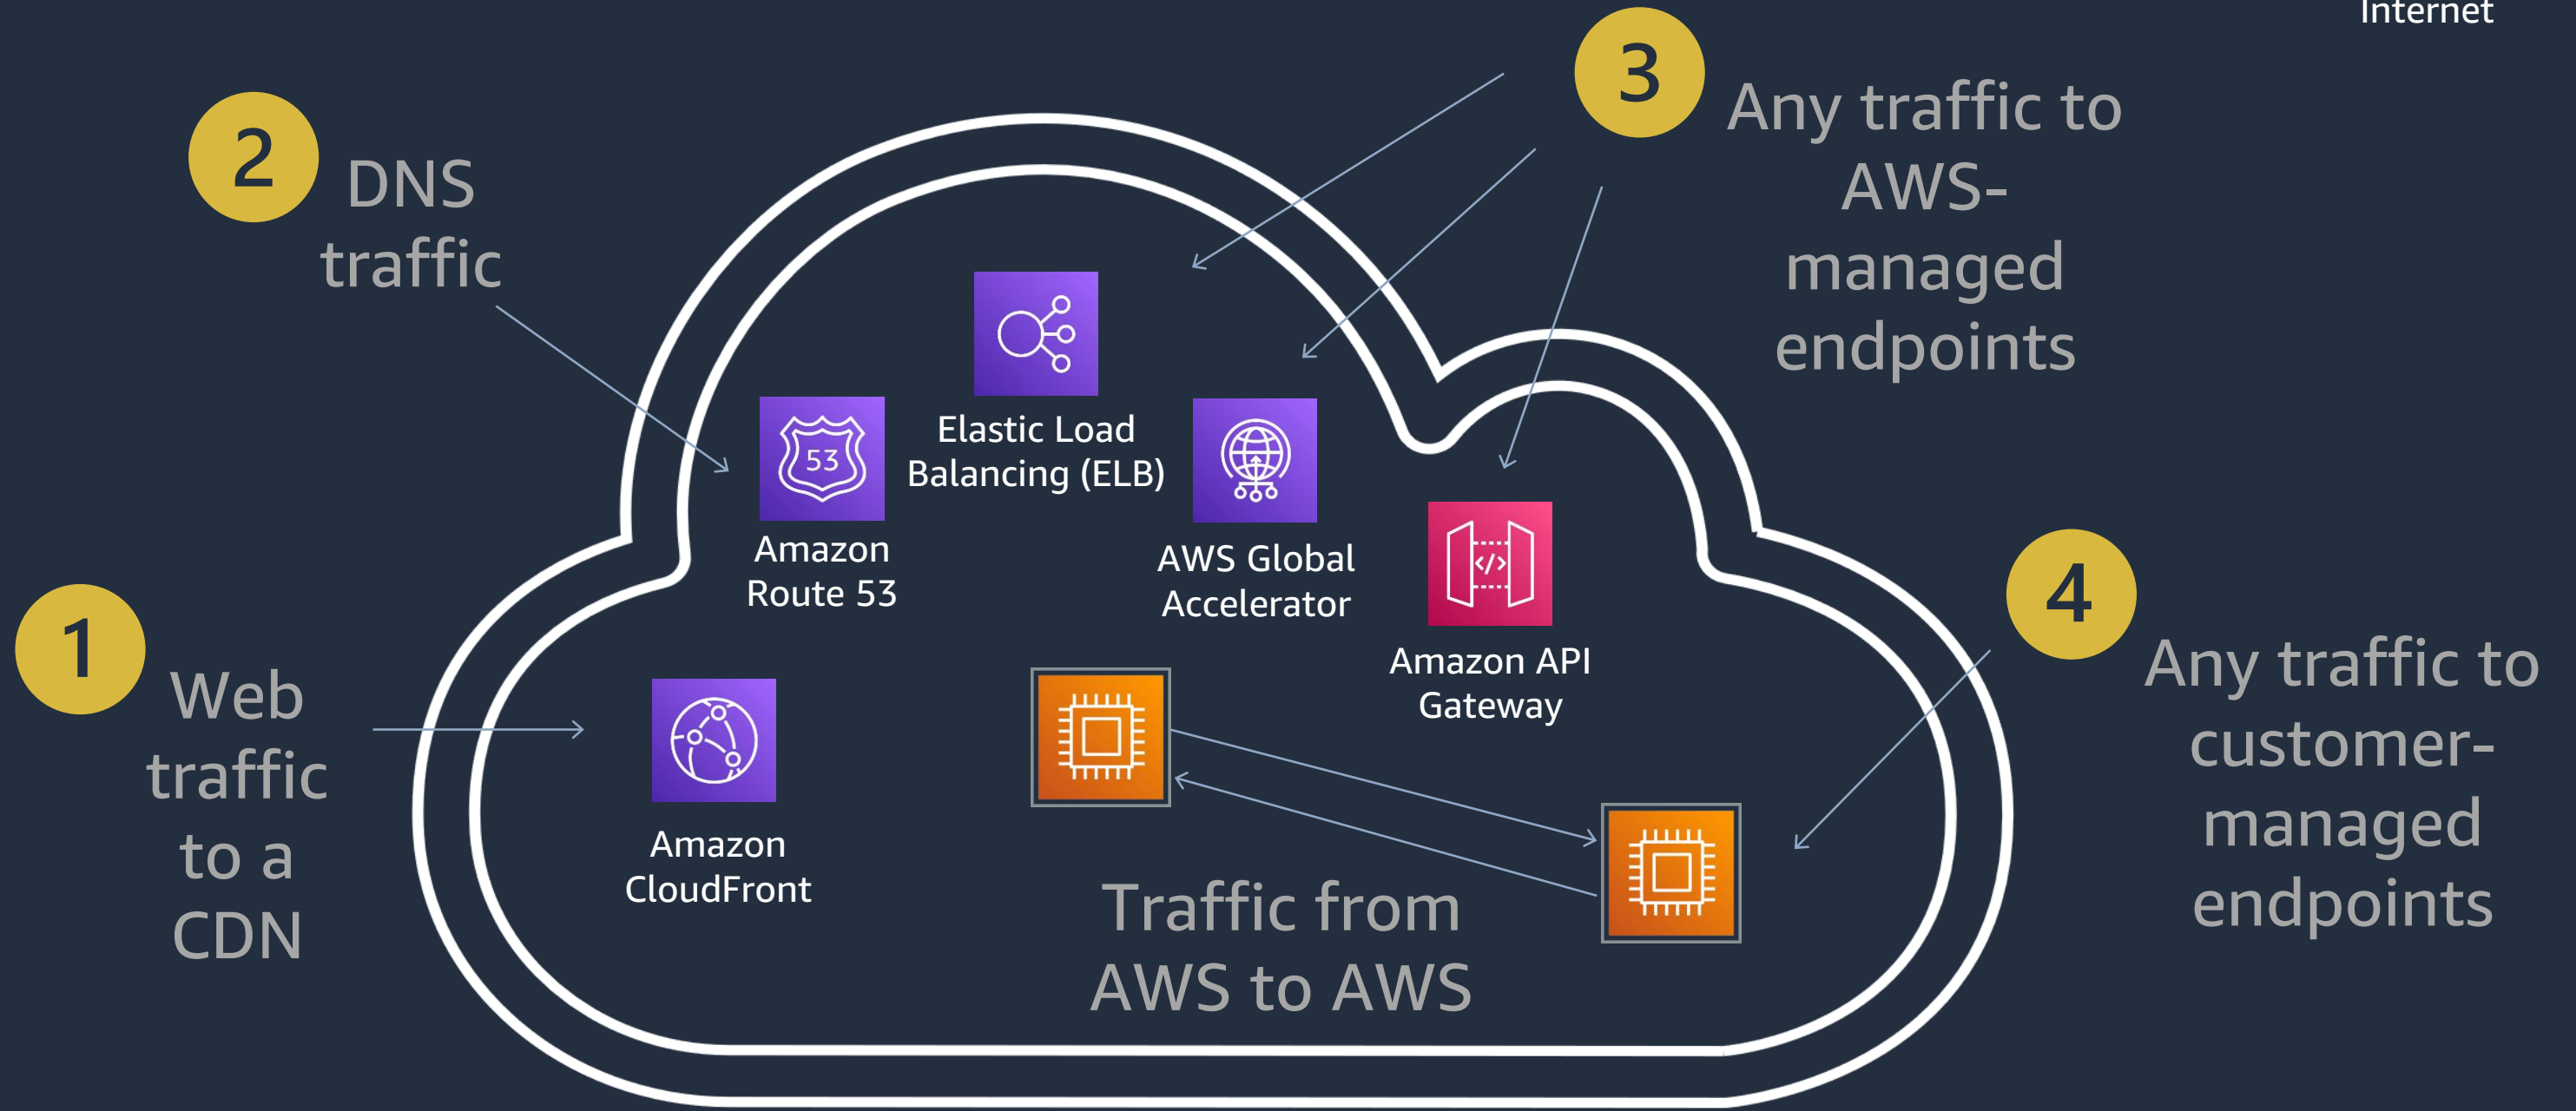 Internet
3
Any traffic to
AWS-
managed
endpoints
2
DNS
traffic
Elastic Load
Balancing (ELB)
53
Amazon
Route 53
AWS Global
Accelerator
</>
Amazon API
Gateway
1
Web
traffic
to a
CDN
Amazon
CloudFront
4
Any traffic to
customer-
managed
endpoints
Traffic from
AWS to AWS